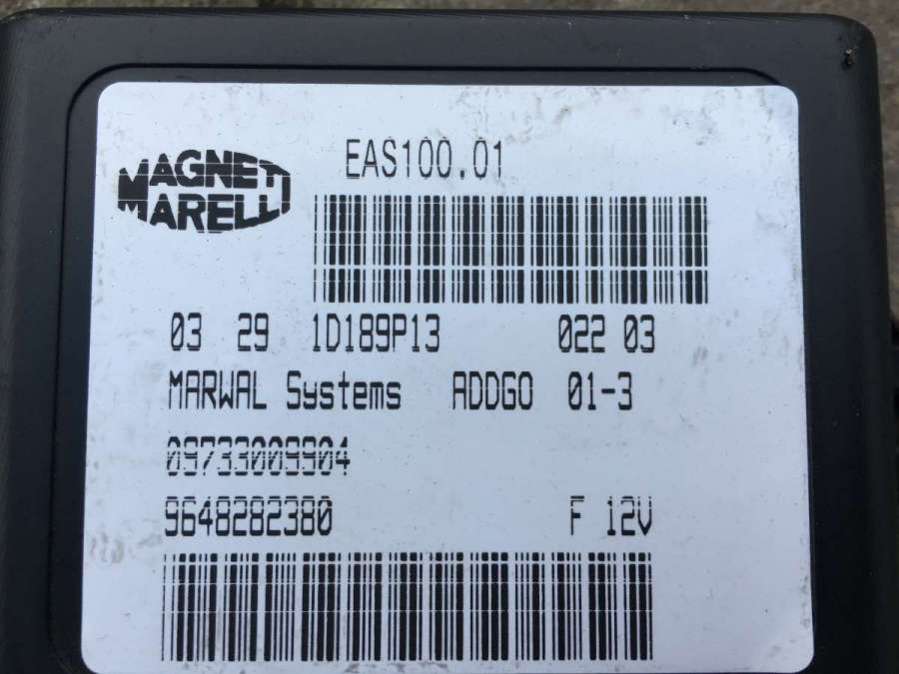 MAGNETI
MARELLI
EAS100.01
03 29 1D189P13 022 03
MARWAL Systems ADDGO 01-3
09733009904
9648282380 F 12V